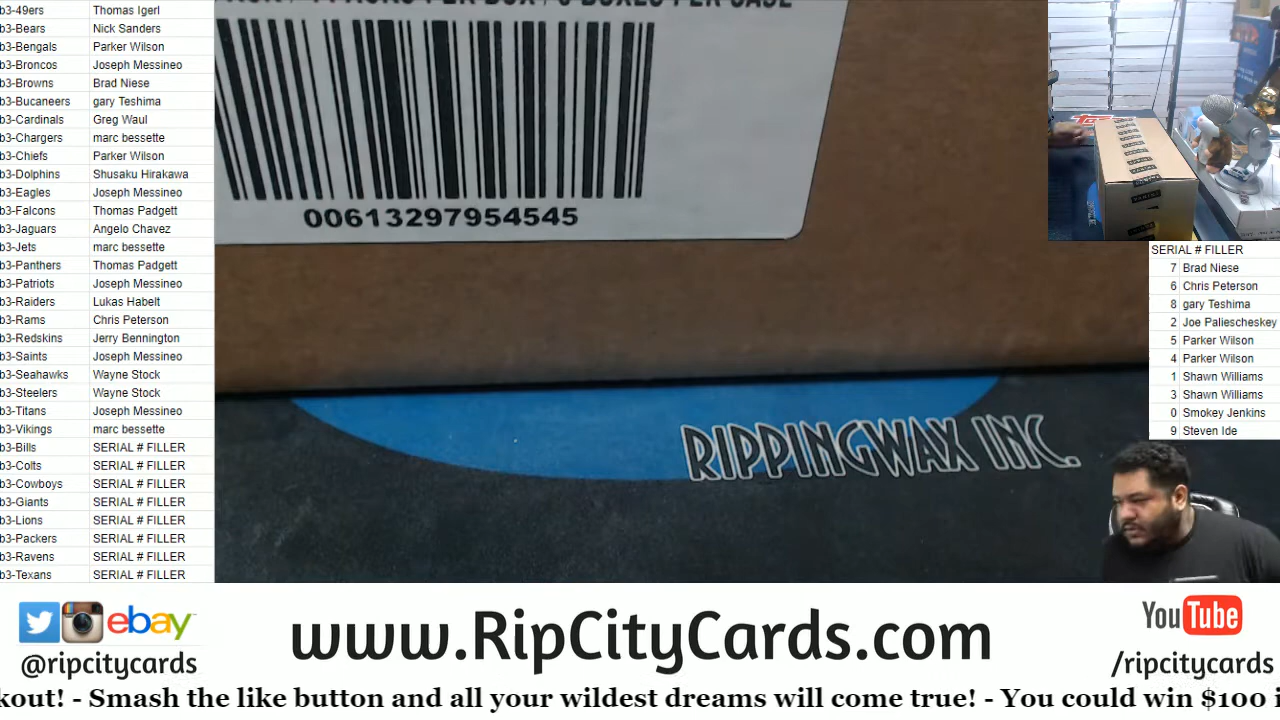 b3-49ers Thomas Igerl
b3-Bears Nick Sanders
b3-Bengals Parker Wilson
b3-Broncos Joseph Messineo
b3-Browns Brad Niese
b3-Bucaneers gary Teshima
b3-Cardinals Greg Waul
b3-Chargers marc bessette
b3-Chiefs Parker Wilson
b3-Dolphins Shusaku Hirakawa
b3-Eagles Joseph Messineo
b3-Falcons Thomas Padgett
b3-Jaguars Angelo Chavez
b3-Jets marc bessette
b3-Panthers Thomas Padgett
b3-Patriots Joseph Messineo
b3-Raiders Lukas Habelt
b3-Rams Chris Peterson
b3-Redskins Jerry Bennington
b3-Saints Joseph Messineo
b3-Seahawks Wayne Stock
b3-Steelers Wayne Stock
b3-Titans Joseph Messineo
b3-Vikings marc bessette
b3-Bills SERIAL # FILLER
b3-Colts SERIAL # FILLER
b3-Cowboys SERIAL # FILLER
b3-Giants SERIAL # FILLER
b3-Lions SERIAL # FILLER
b3-Packers SERIAL # FILLER
b3-Ravens SERIAL # FILLER
b3-Texans SERIAL # FILLER
PER BOX / 8 BOXES PER CASE
00613297954545
RIPPINGWAX INC.
SERIAL # FILLER
7 Brad Niese
6 Chris Peterson
8 gary Teshima
2 Joe Paliescheskey
5 Parker Wilson
4 Parker Wilson
1 Shawn Williams
3 Shawn Williams
0 Smokey Jenkins
9 Steven Ide
ebay
@ripcitycards
www.RipCityCards.com
YouTube
/ripcitycards
kout! - Smash the like button and all your wildest dreams will come true! - You could win $100 i